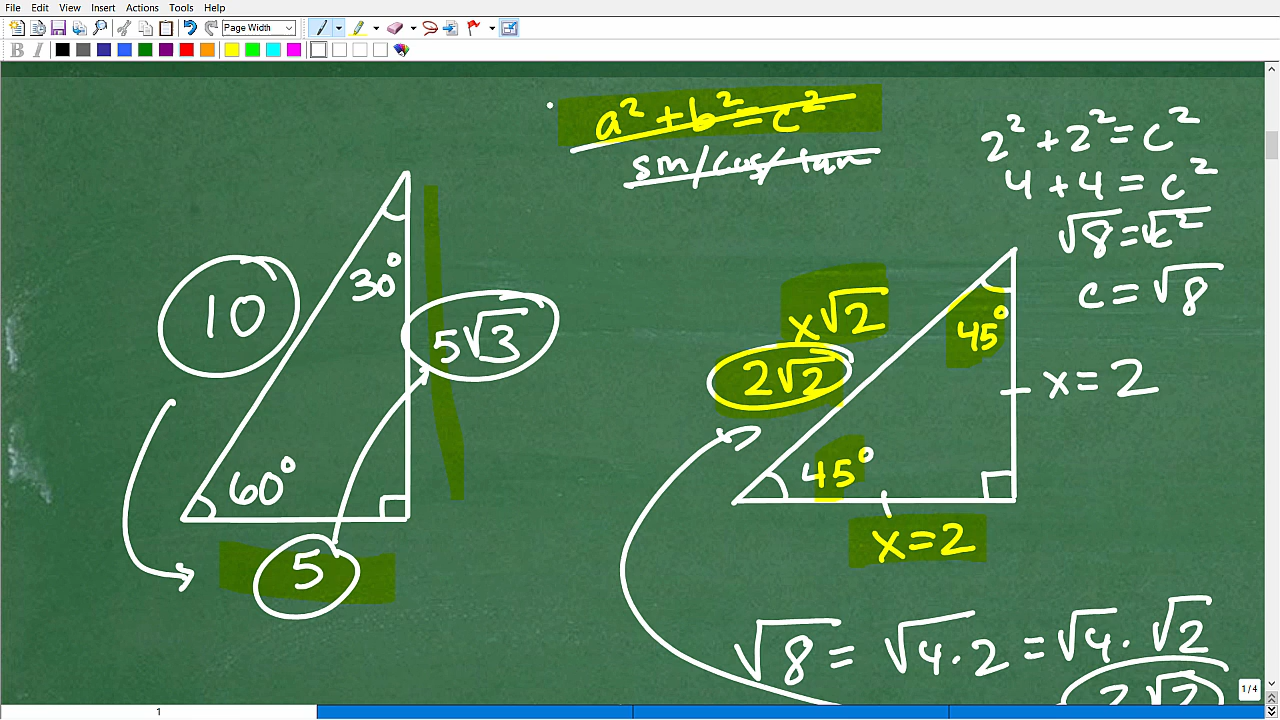 File Edit View Insert Actions Tools Help
Page Width
B I
a² + b² = c²
sin/cos/tan
2² + 2² = c²
4 + 4 = c²
√8 = √c²
c = √8
30°
10
5√3
60°
5
x√2
45°
2√2
x = 2
45°
x = 2
√8 = √4·2 = √4 · √2
2√2
1/4
1